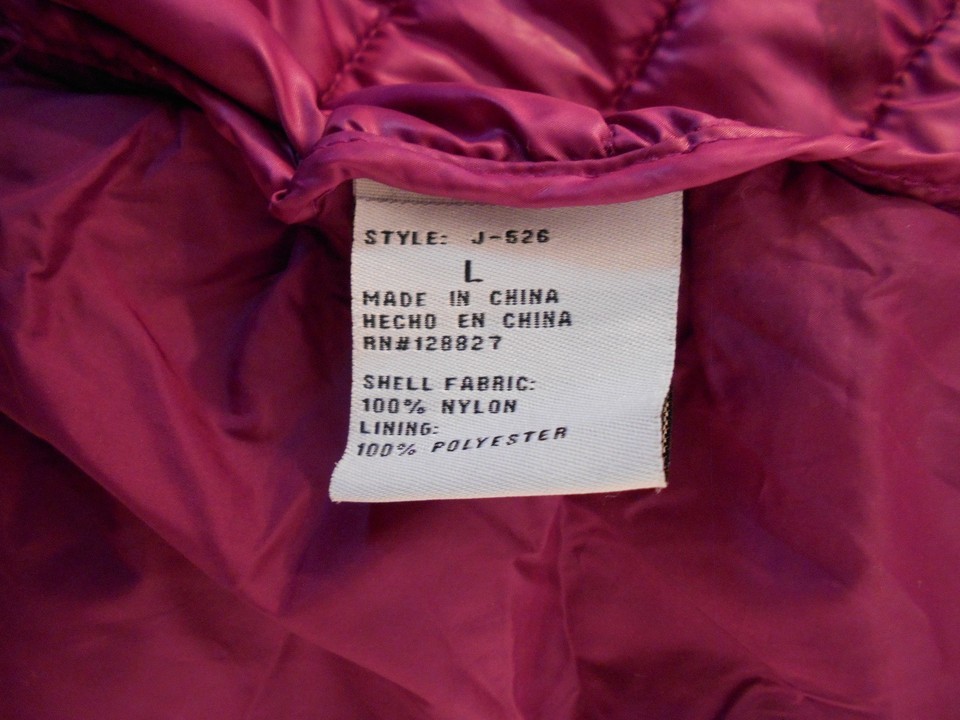 STYLE: J-526
L
MADE IN CHINA
HECHO EN CHINA
RN#128827
SHELL FABRIC:
100% NYLON
LINING:
100% POLYESTER